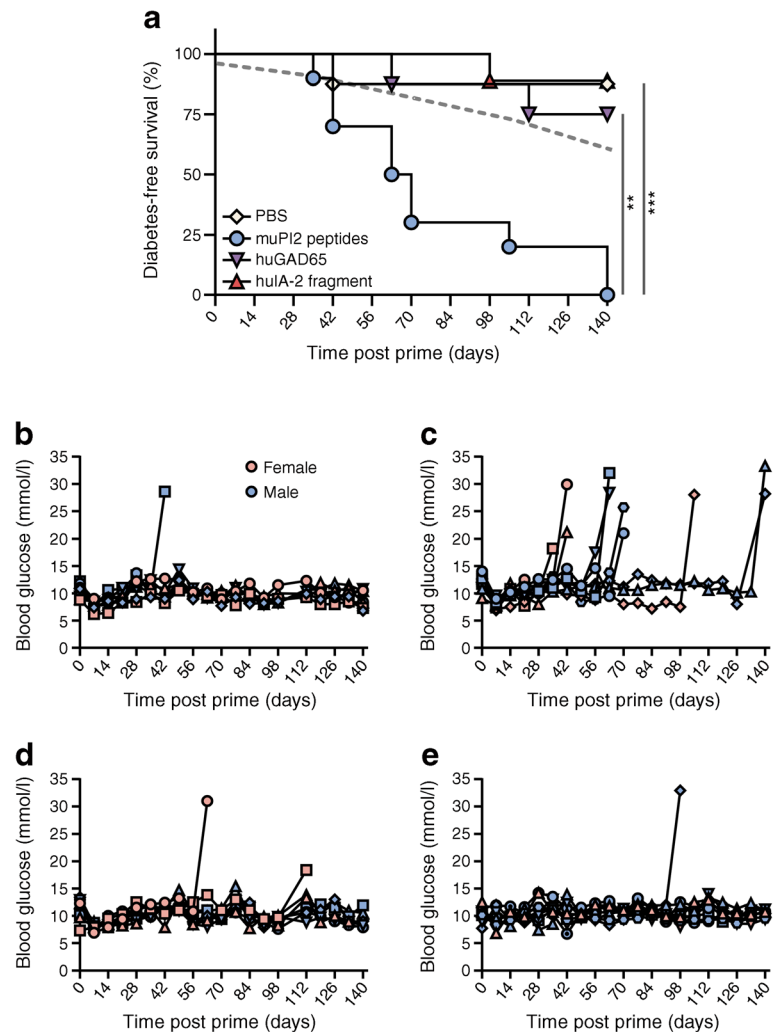 a
Diabetes-free survival (%)
100
75
50
25
0
PBS
muPI2 peptides
huGAD65
huIA-2 fragment
**
***
0 14 28 42 56 70 84 98 112 126 140
Time post prime (days)
b
Blood glucose (mmol/l)
35
30
25
20
15
10
5
0
Female
Male
0 14 28 42 56 70 84 98 112 126 140
Time post prime (days)
c
Blood glucose (mmol/l)
35
30
25
20
15
10
5
0
0 14 28 42 56 70 84 98 112 126 140
Time post prime (days)
d
Blood glucose (mmol/l)
35
30
25
20
15
10
5
0
0 14 28 42 56 70 84 98 112 126 140
Time post prime (days)
e
Blood glucose (mmol/l)
35
30
25
20
15
10
5
0
0 14 28 42 56 70 84 98 112 126 140
Time post prime (days)